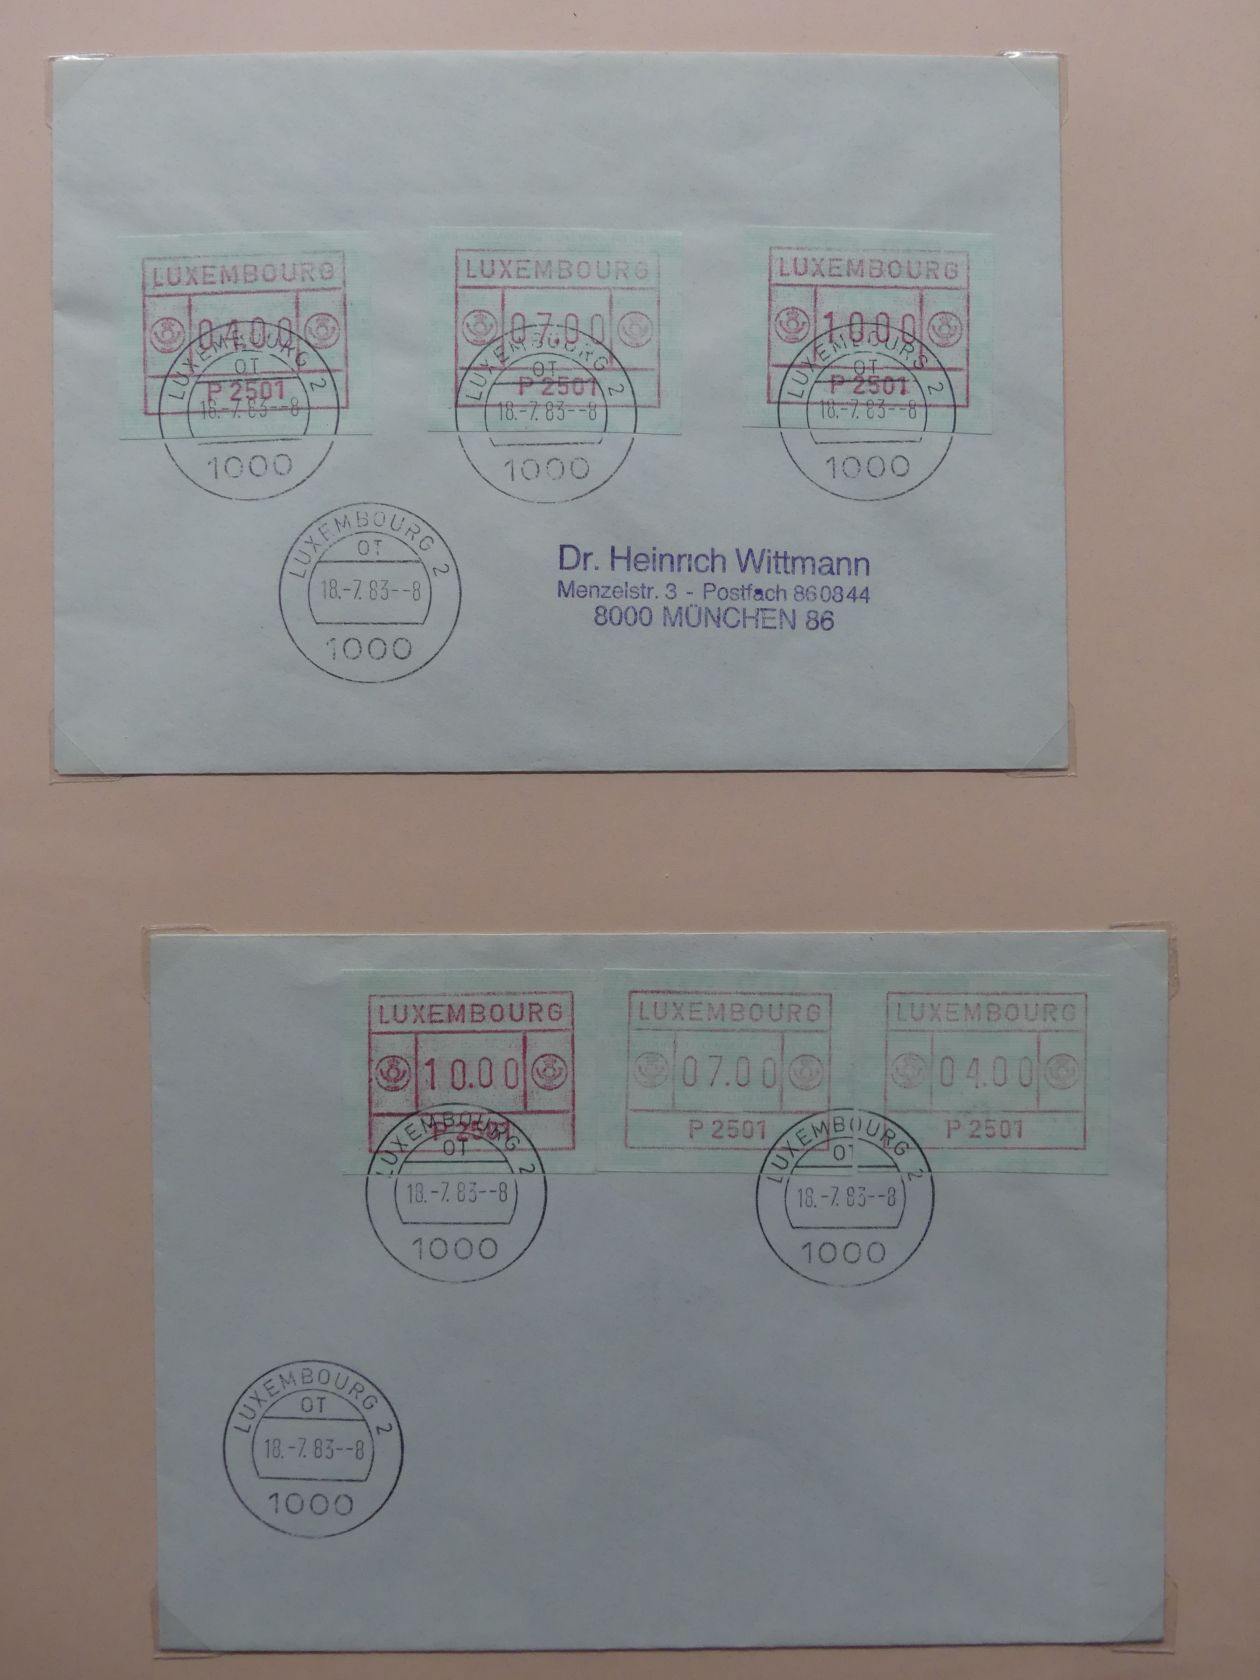 LUXEMBOURG
04.00
P 2501
LUXEMBOURG
07.00
P 2501
LUXEMBOURG
10.00
P 2501
LUXEMBOURG 2
OT
18.-7.83--8
1000
LUXEMBOURG 2
OT
18.-7.83--8
1000
LUXEMBOURG 2
OT
18.-7.83--8
1000
LUXEMBOURG 2
OT
18.-7.83--8
1000
Dr. Heinrich Wittmann
Menzelstr. 3 - Postfach 860844
8000 MÜNCHEN 86
LUXEMBOURG
10.00
P 2501
LUXEMBOURG
07.00
P 2501
LUXEMBOURG
04.00
P 2501
LUXEMBOURG 2
OT
18.-7.83--8
1000
LUXEMBOURG 2
OT
18.-7.83--8
1000
LUXEMBOURG 2
OT
18.-7.83--8
1000